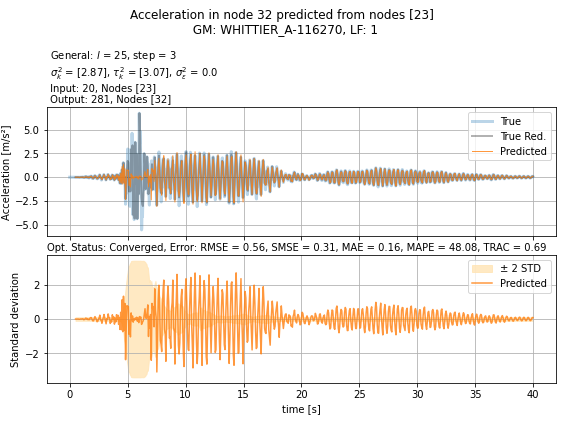 Acceleration in node 32 predicted from nodes [23]
GM: WHITTIER_A-116270, LF: 1
General: l = 25, step = 3
σ²ₖ = [2.87], τ²ₖ = [3.07], σ²ε = 0.0
Input: 20, Nodes [23]
Output: 281, Nodes [32]
Acceleration [m/s²]
5.0
2.5
0.0
−2.5
−5.0
True
True Red.
Predicted
Opt. Status: Converged, Error: RMSE = 0.56, SMSE = 0.31, MAE = 0.16, MAPE = 48.08, TRAC = 0.69
Standard deviation
2
0
−2
± 2 STD
Predicted
0 5 10 15 20 25 30 35 40
time [s]